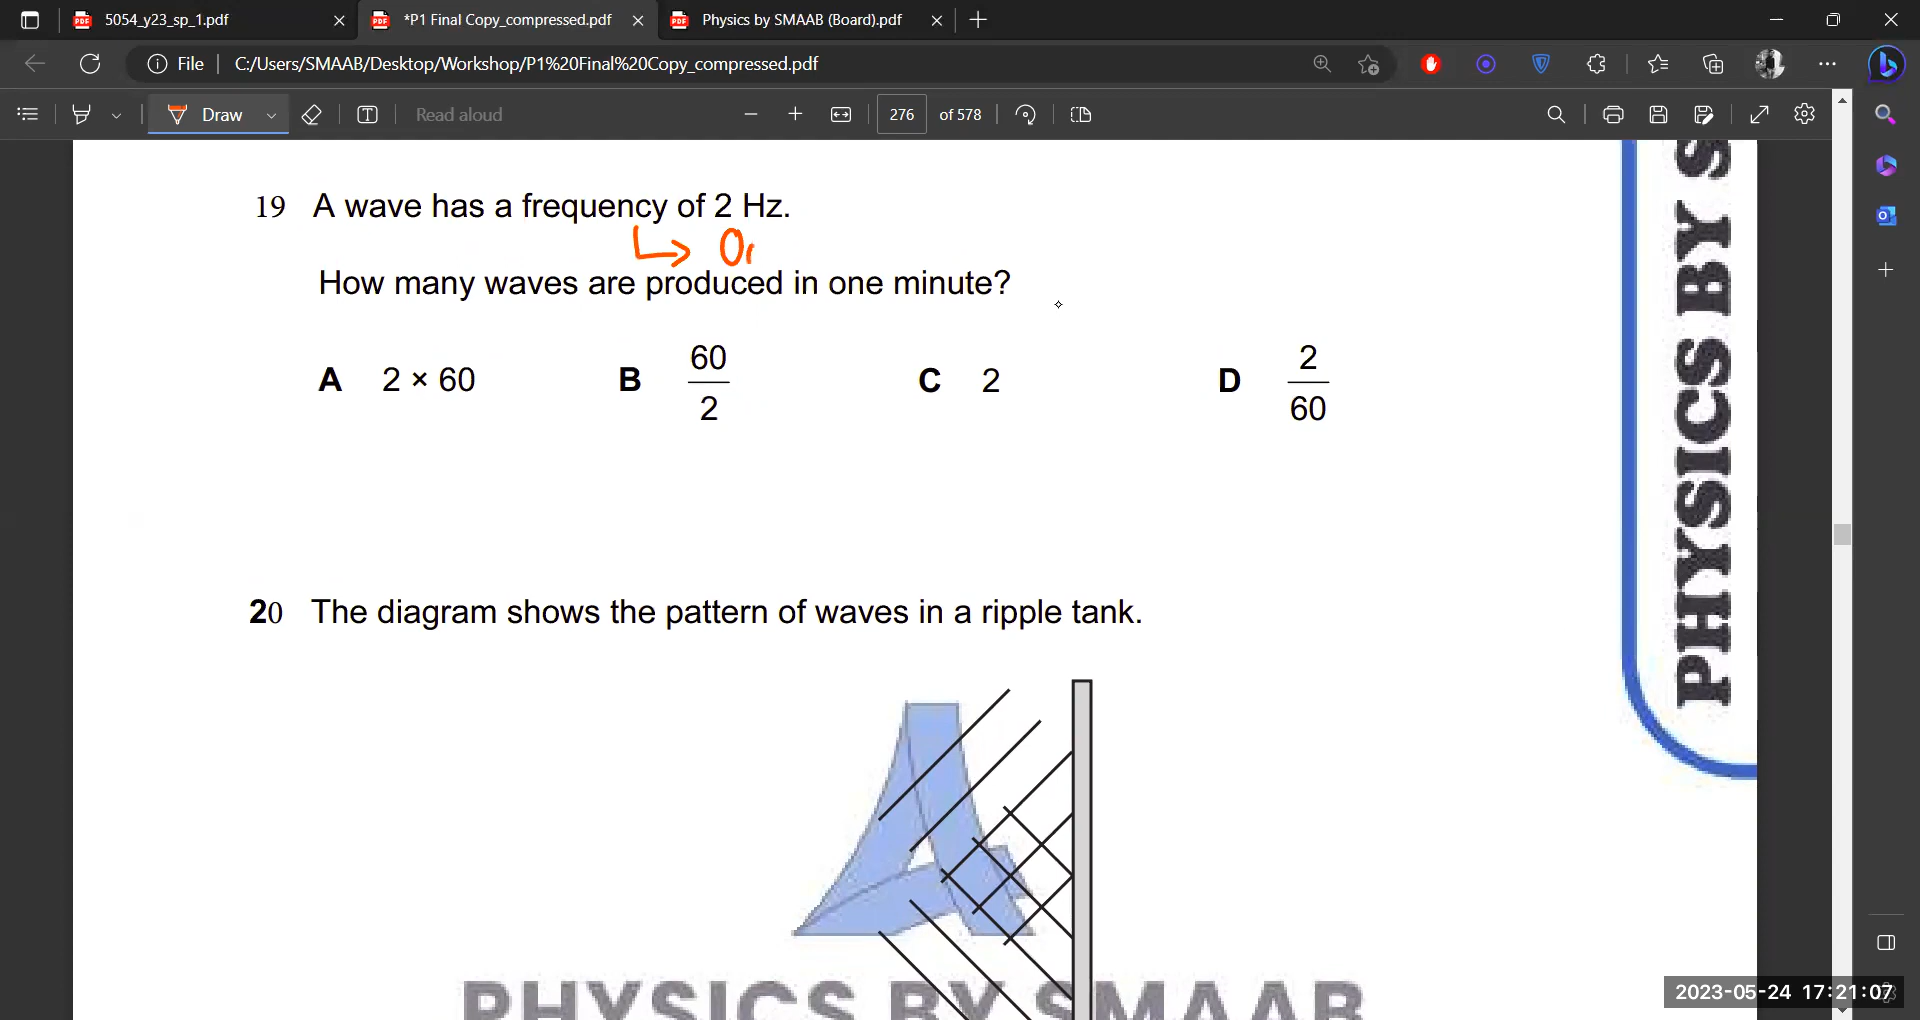 5054_y23_sp_1.pdf
*P1 Final Copy_compressed.pdf
Physics by SMAAB (Board).pdf
File
C:/Users/SMAAB/Desktop/Workshop/P1%20Final%20Copy_compressed.pdf
Draw
Read aloud
276
of 578
19 A wave has a frequency of 2 Hz.
How many waves are produced in one minute?
A 2 × 60
B 60
2
C 2
D 2
60
20 The diagram shows the pattern of waves in a ripple tank.
PHYSICS BY SMAAB
PHYSICS BY S
2023-05-24 17:21:07